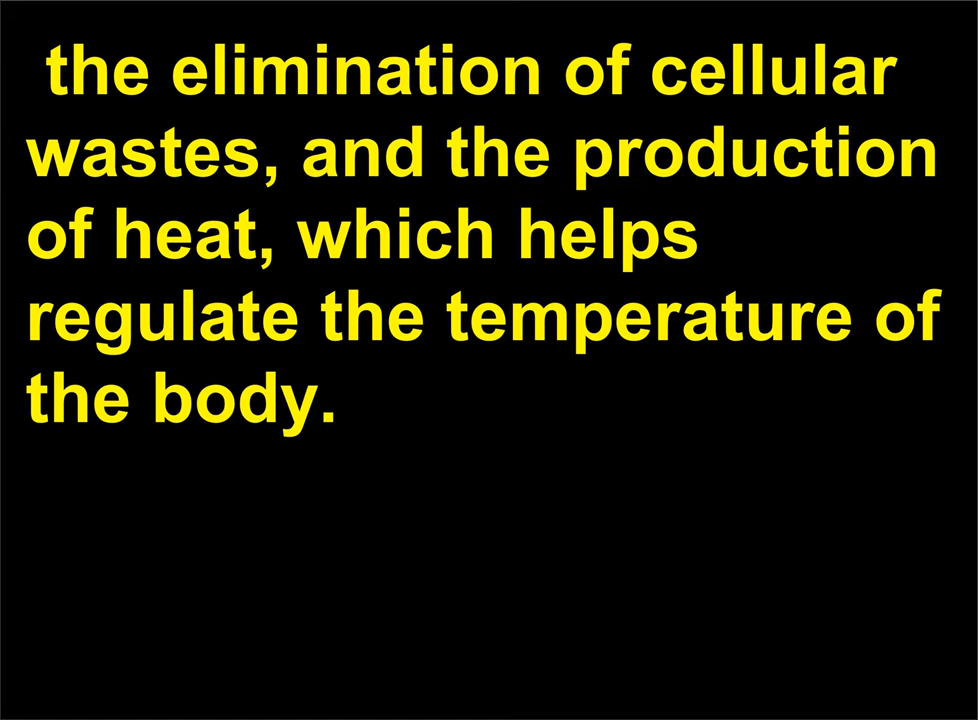 the elimination of cellular
wastes, and the production
of heat, which helps
regulate the temperature of
the body.